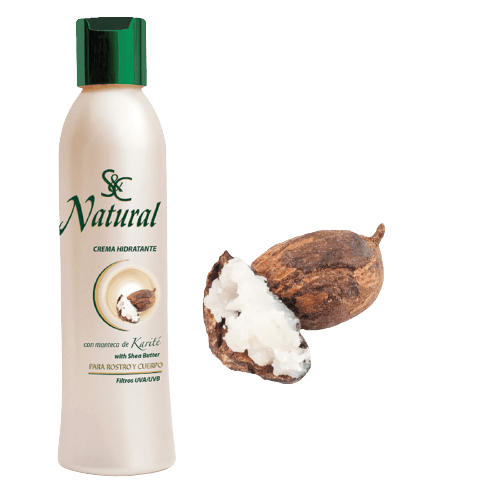 S&C
Natural
CREMA HIDRATANTE
con manteca de Karité
with Shea Butter
PARA ROSTRO Y CUERPO
Filtros UVA/UVB